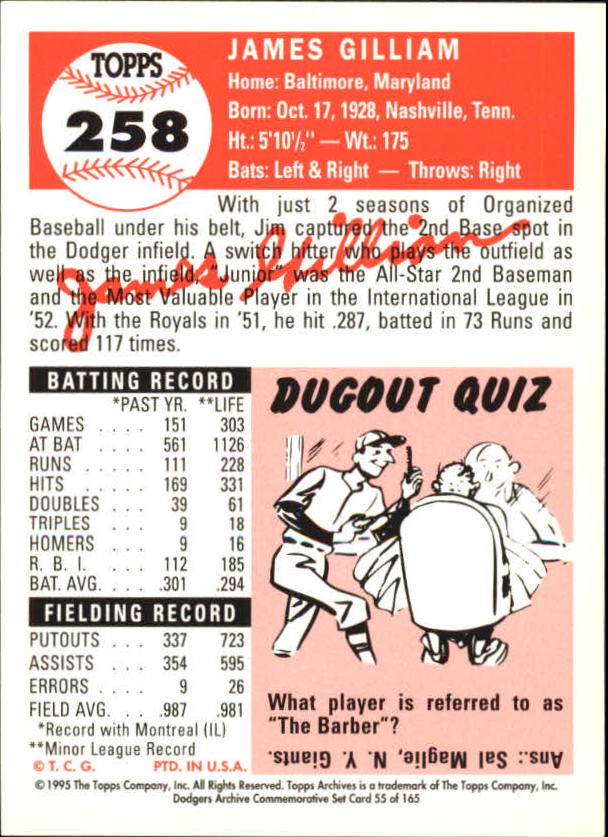 TOPPS
258
JAMES GILLIAM
Home: Baltimore, Maryland
Born: Oct. 17, 1928, Nashville, Tenn.
Ht.: 5'10½" — Wt.: 175
Bats: Left & Right — Throws: Right
With just 2 seasons of Organized
Baseball under his belt, Jim captured the 2nd Base spot in
the Dodger infield. A switch hitter who plays the outfield as
well as the infield, "Junior" was the All-Star 2nd Baseman
and the Most Valuable Player in the International League in
'52. With the Royals in '51, he hit .287, batted in 73 Runs and
scored 117 times.
James Gilliam
BATTING RECORD
*PAST YR. **LIFE
GAMES . . . . 151 303
AT BAT . . . . 561 1126
RUNS . . . . . 111 228
HITS . . . . 169 331
DOUBLES . . . 39 61
TRIPLES . . . 9 18
HOMERS . . . 9 16
R. B. I. . . . . 112 185
BAT. AVG. . . . .301 .294
FIELDING RECORD
PUTOUTS . . . 337 723
ASSISTS . . . 354 595
ERRORS . . . . 9 26
FIELD AVG. . . .987 .981
*Record with Montreal (IL)
**Minor League Record
© T. C. G. PTD. IN U.S.A.
DUGOUT QUIZ
What player is referred to as
"The Barber"?
Ans.: Sal Maglie, N. Y. Giants.
© 1995 The Topps Company, Inc. All Rights Reserved. Topps Archives is a trademark of The Topps Company, Inc.
Dodgers Archive Commemorative Set Card 55 of 165